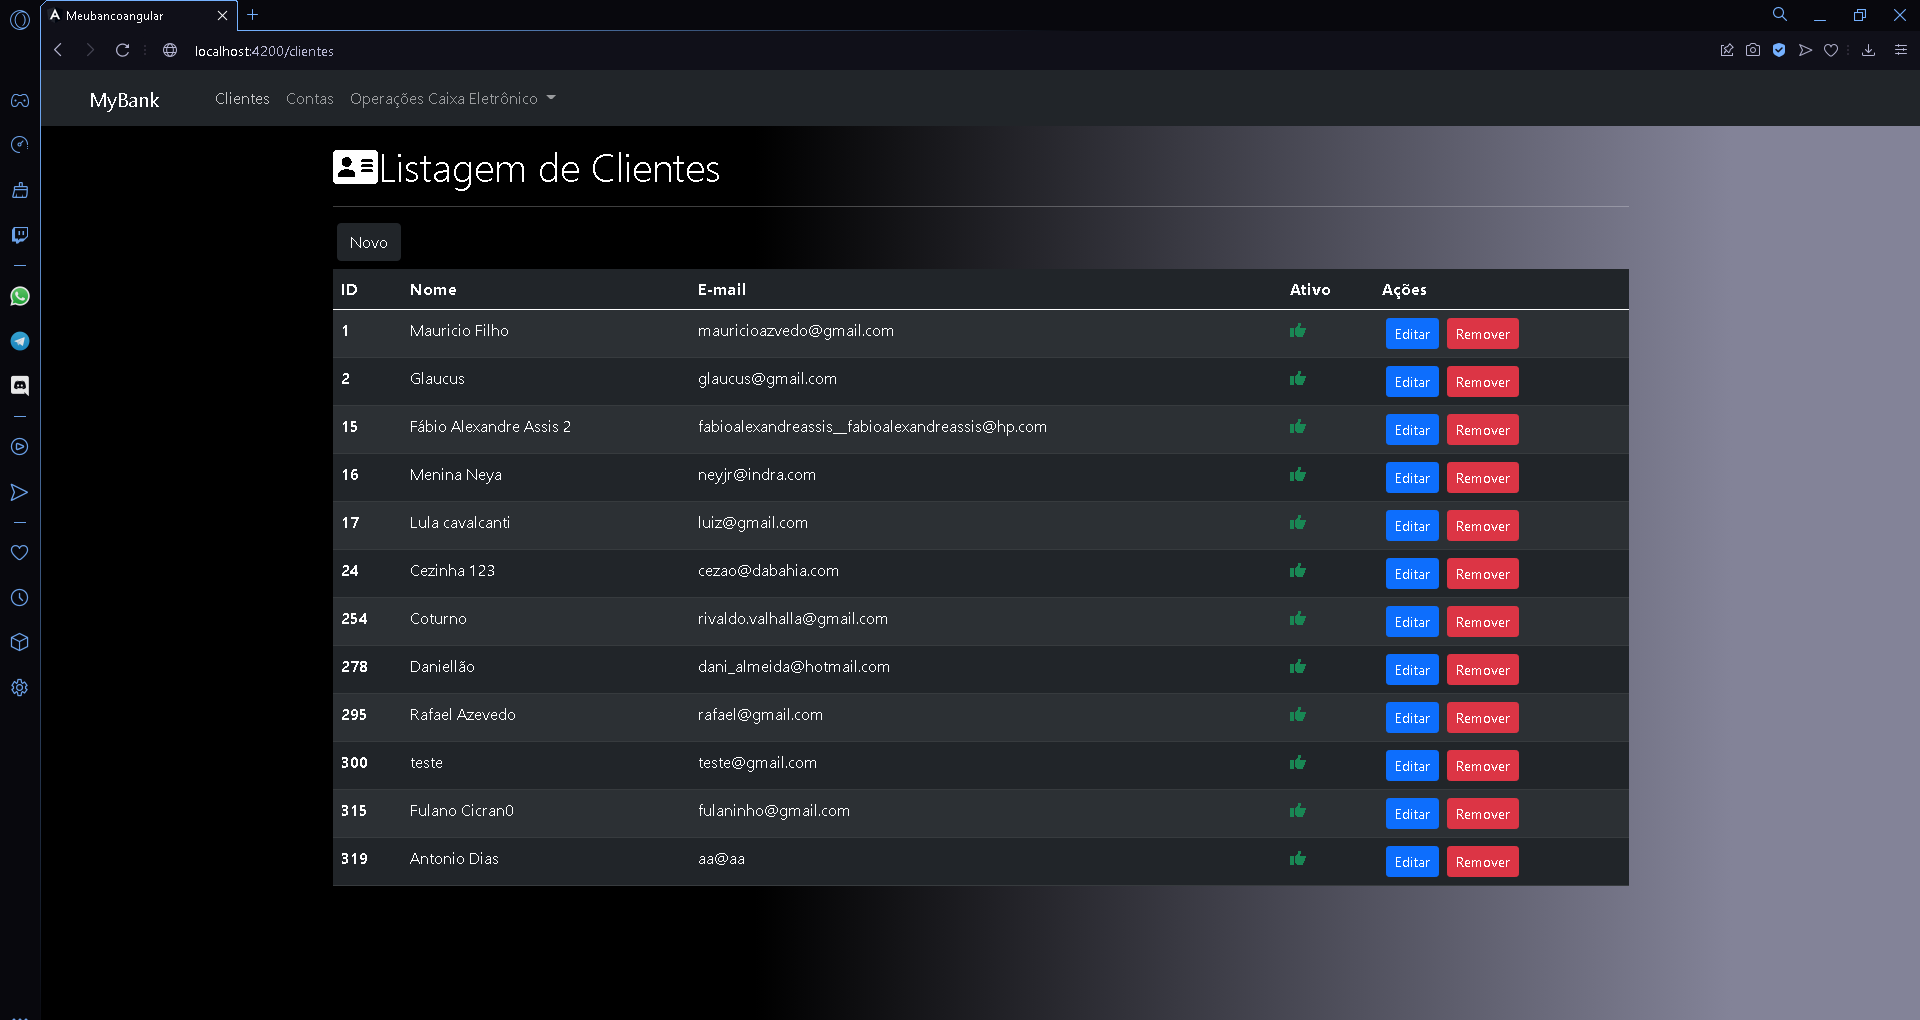 Meubancoangular
localhost:4200/clientes
MyBank Clientes Contas Operações Caixa Eletrônico
Listagem de Clientes
Novo
ID Nome E-mail Ativo Ações
1 Mauricio Filho mauricioazvedo@gmail.com Editar Remover
2 Glaucus glaucus@gmail.com Editar Remover
15 Fábio Alexandre Assis 2 fabioalexandreassis__fabioalexandreassis@hp.com Editar Remover
16 Menina Neya neyjr@indra.com Editar Remover
17 Lula cavalcanti luiz@gmail.com Editar Remover
24 Cezinha 123 cezao@dabahia.com Editar Remover
254 Coturno rivaldo.valhalla@gmail.com Editar Remover
278 Daniellão dani_almeida@hotmail.com Editar Remover
295 Rafael Azevedo rafael@gmail.com Editar Remover
300 teste teste@gmail.com Editar Remover
315 Fulano Cicran0 fulaninho@gmail.com Editar Remover
319 Antonio Dias aa@aa Editar Remover